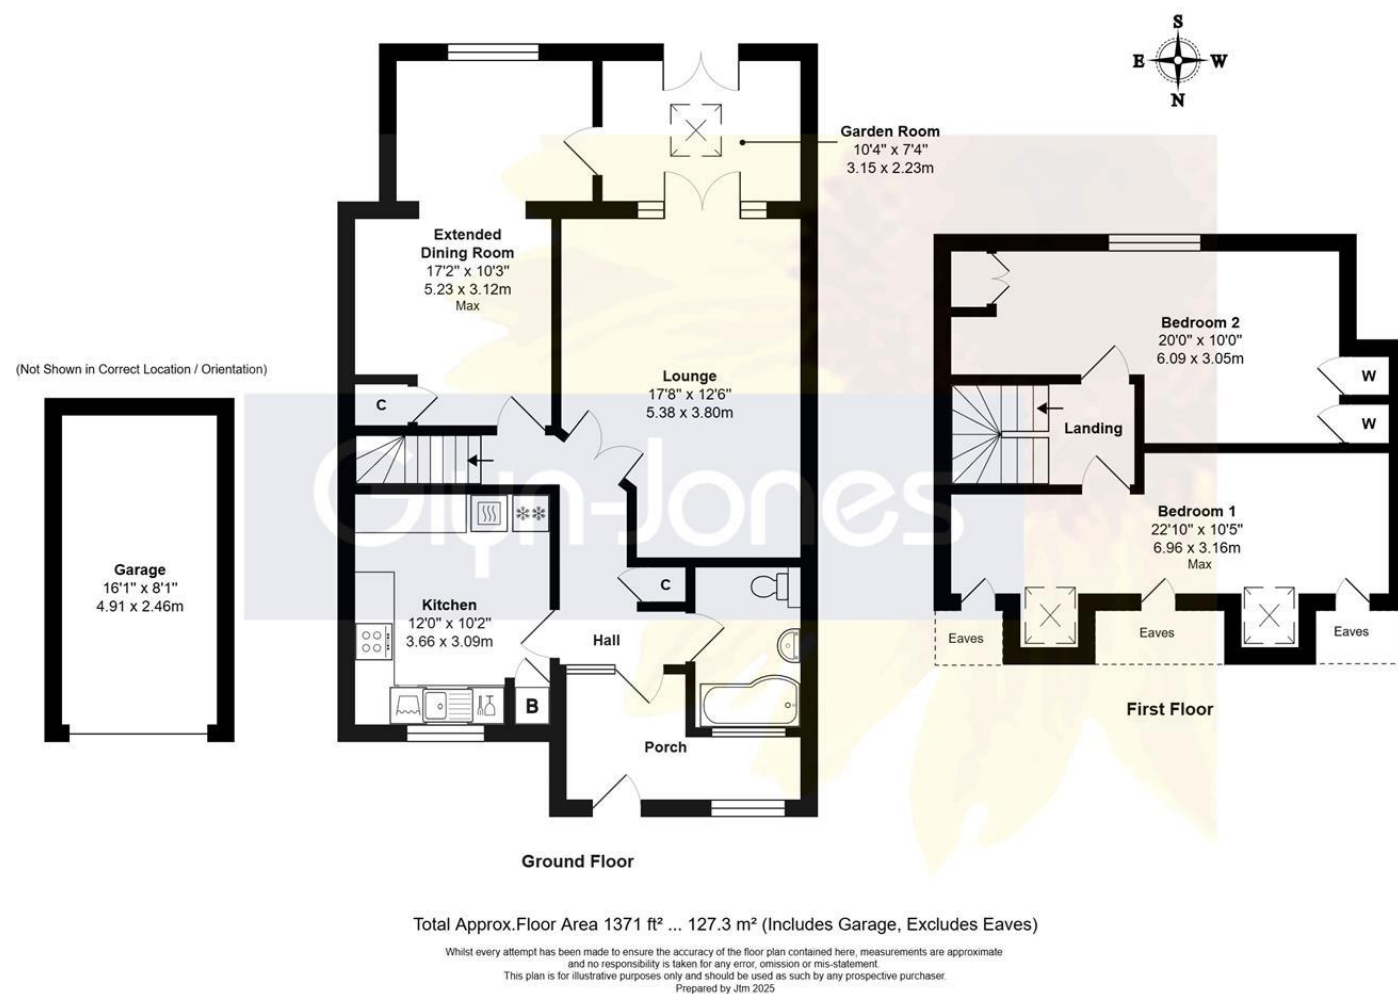 S
E W
N
Garden Room
10'4" x 7'4"
3.15 x 2.23m
Extended
Dining Room
17'2" x 10'3"
5.23 x 3.12m
Max
Bedroom 2
20'0" x 10'0"
6.09 x 3.05m
(Not Shown in Correct Location / Orientation)
Lounge
17'8" x 12'6"
5.38 x 3.80m
W
W
C
Landing
Glyn-Jones
Bedroom 1
22'10" x 10'5"
6.96 x 3.16m
Max
Garage
16'1" x 8'1"
4.91 x 2.46m
Kitchen
12'0" x 10'2"
3.66 x 3.09m
C
Hall
Eaves
Eaves
Eaves
B
Porch
First Floor
Ground Floor
Total Approx.Floor Area 1371 ft² ... 127.3 m² (Includes Garage, Excludes Eaves)
Whilst every attempt has been made to ensure the accuracy of the floor plan contained here, measurements are approximate
and no responsibility is taken for any error, omission or mis-statement.
This plan is for illustrative purposes only and should be used as such by any prospective purchaser.
Prepared by Jtm 2025